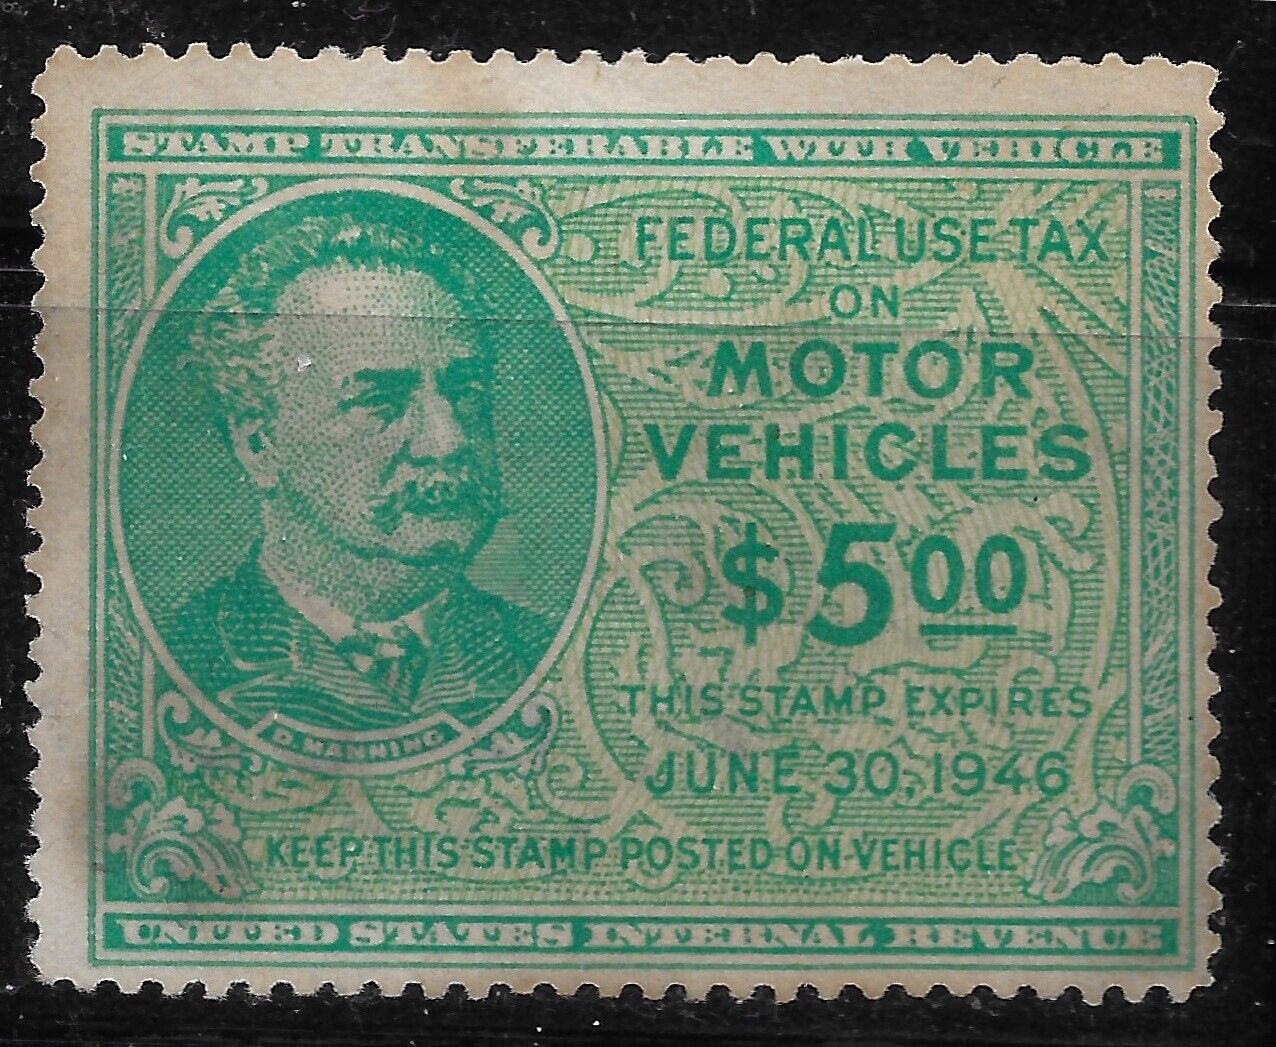 STAMP TRANSFERABLE WITH VEHICLE
FEDERAL USE TAX
ON
MOTOR
VEHICLES
$5.00
THIS STAMP EXPIRES
JUNE 30, 1946
D. MANNING
KEEP THIS STAMP POSTED ON VEHICLE
UNITED STATES INTERNAL REVENUE